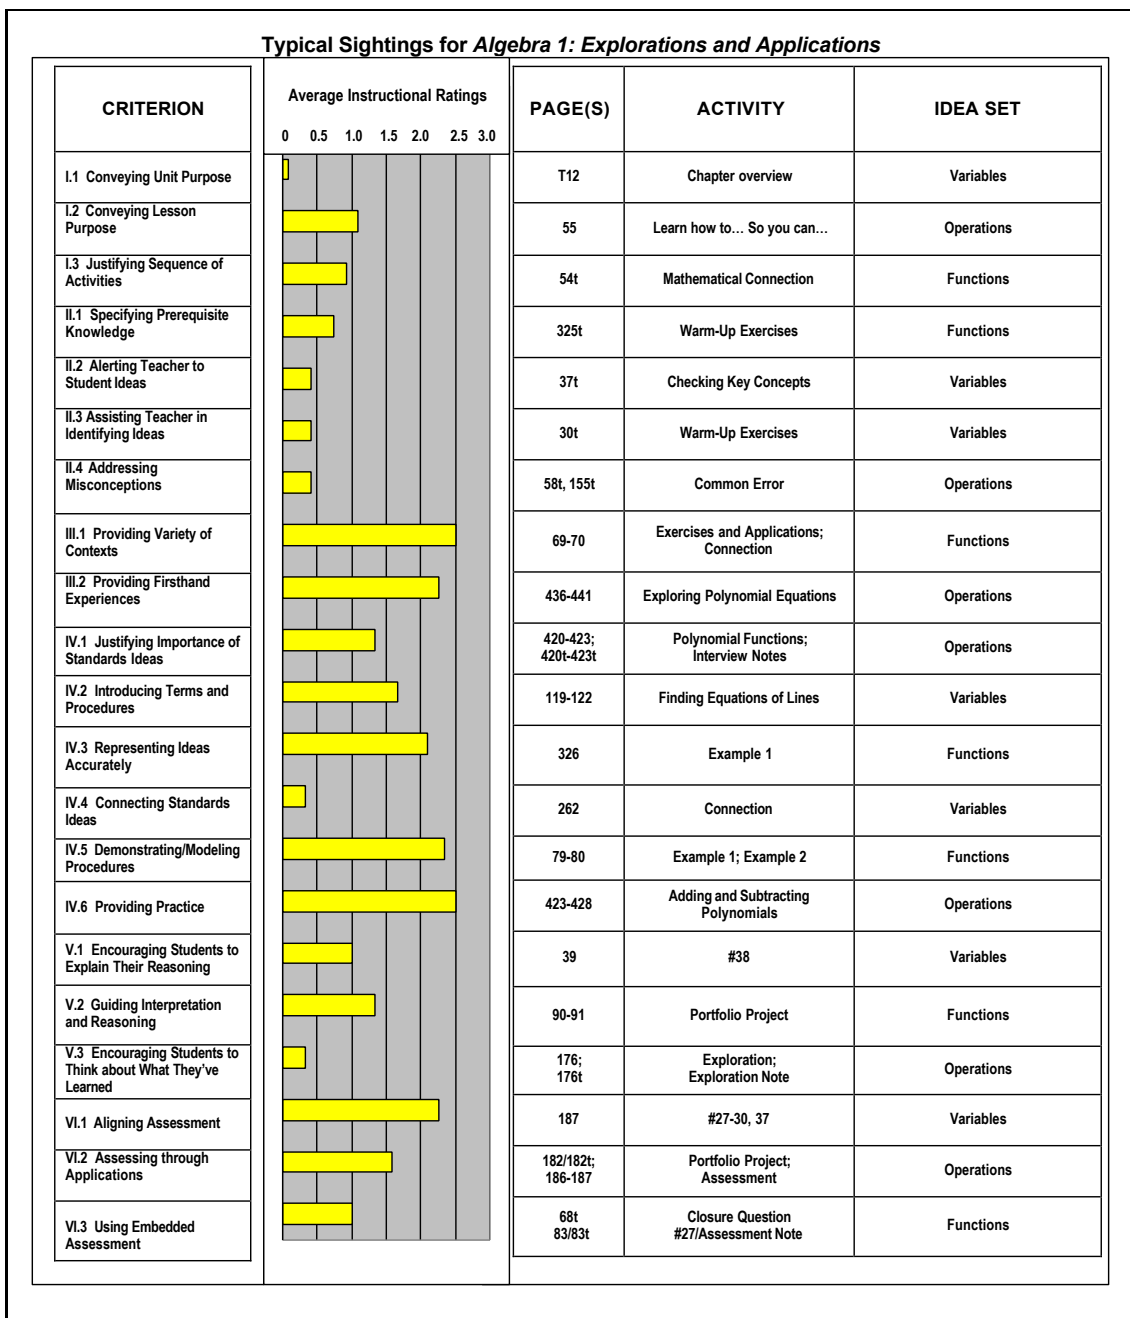 Typical Sightings for Algebra 1: Explorations and Applications
CRITERION
Average Instructional Ratings
0 0.5 1.0 1.5 2.0 2.5 3.0
PAGE(S)
ACTIVITY
IDEA SET
I.1 Conveying Unit Purpose
T12
Chapter overview
Variables
I.2 Conveying Lesson
Purpose
55
Learn how to… So you can…
Operations
I.3 Justifying Sequence of
Activities
54t
Mathematical Connection
Functions
II.1 Specifying Prerequisite
Knowledge
325t
Warm-Up Exercises
Functions
II.2 Alerting Teacher to
Student Ideas
37t
Checking Key Concepts
Variables
II.3 Assisting Teacher in
Identifying Ideas
30t
Warm-Up Exercises
Variables
II.4 Addressing
Misconceptions
58t, 155t
Common Error
Operations
III.1 Providing Variety of
Contexts
69-70
Exercises and Applications;
Connection
Functions
III.2 Providing Firsthand
Experiences
436-441
Exploring Polynomial Equations
Operations
IV.1 Justifying Importance of
Standards Ideas
420-423;
420t-423t
Polynomial Functions;
Interview Notes
Operations
IV.2 Introducing Terms and
Procedures
119-122
Finding Equations of Lines
Variables
IV.3 Representing Ideas
Accurately
326
Example 1
Functions
IV.4 Connecting Standards
Ideas
262
Connection
Variables
IV.5 Demonstrating/Modeling
Procedures
79-80
Example 1; Example 2
Functions
IV.6 Providing Practice
423-428
Adding and Subtracting
Polynomials
Operations
V.1 Encouraging Students to
Explain Their Reasoning
39
#38
Variables
V.2 Guiding Interpretation
and Reasoning
90-91
Portfolio Project
Functions
V.3 Encouraging Students to
Think about What They've
Learned
176;
176t
Exploration;
Exploration Note
Operations
VI.1 Aligning Assessment
187
#27-30, 37
Variables
VI.2 Assessing through
Applications
182/182t;
186-187
Portfolio Project;
Assessment
Operations
VI.3 Using Embedded
Assessment
68t
83/83t
Closure Question
#27/Assessment Note
Functions